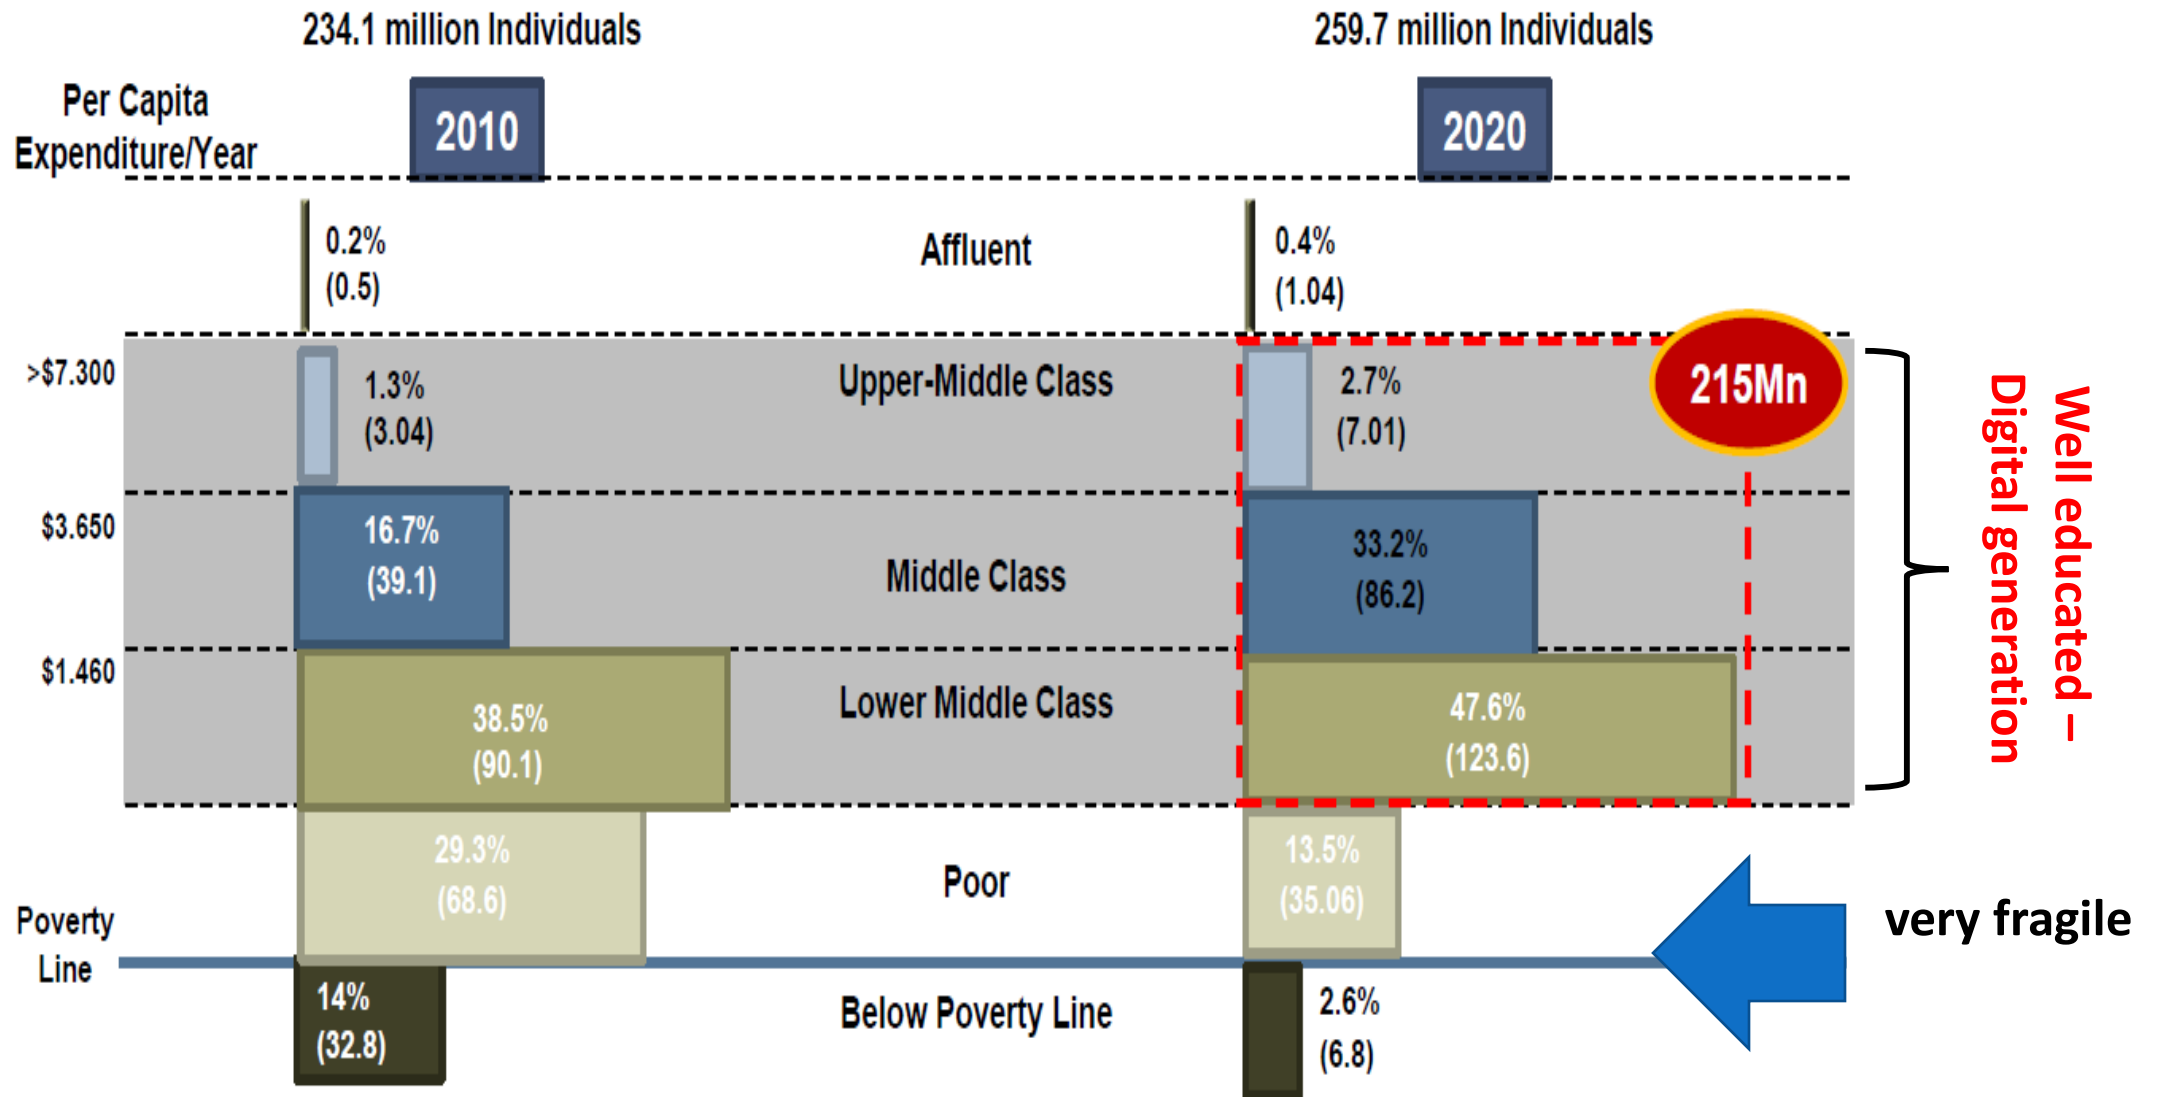 234.1 million Individuals
259.7 million Individuals
Per Capita
Expenditure/Year
2010
2020
0.2%
(0.5)
Affluent
0.4%
(1.04)
>$7.300
1.3%
(3.04)
Upper-Middle Class
2.7%
(7.01)
215Mn
$3.650
16.7%
(39.1)
Middle Class
33.2%
(86.2)
$1.460
38.5%
(90.1)
Lower Middle Class
47.6%
(123.6)
Well educated –
Digital generation
29.3%
(68.6)
Poor
13.5%
(35.06)
very fragile
Poverty
Line
14%
(32.8)
Below Poverty Line
2.6%
(6.8)